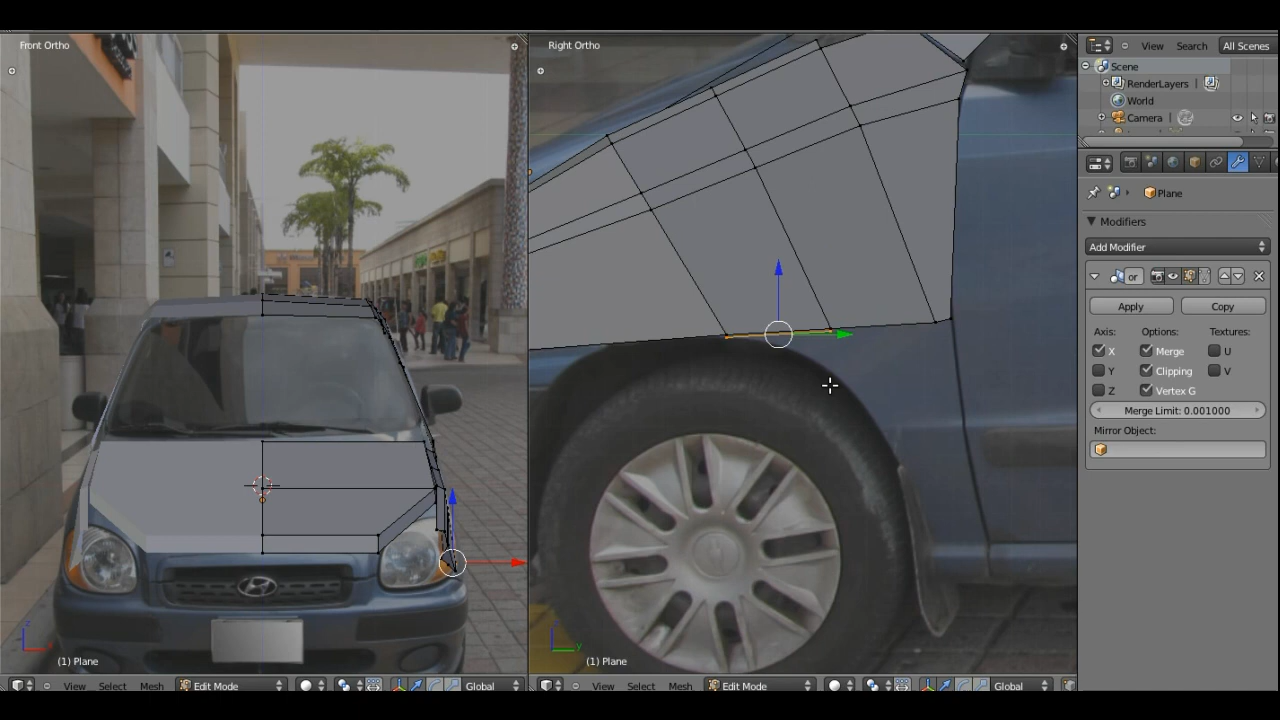 Front Ortho
Right Ortho
View Search All Scenes
Scene
RenderLayers
World
Camera
Plane
Modifiers
Add Modifier
or
Apply Copy
Axis: Options: Textures:
X Merge U
Y Clipping V
Z Vertex G
Merge Limit: 0.001000
Mirror Object:
(1) Plane
(1) Plane
View Select Mesh Edit Mode Global
View Select Mesh Edit Mode Global